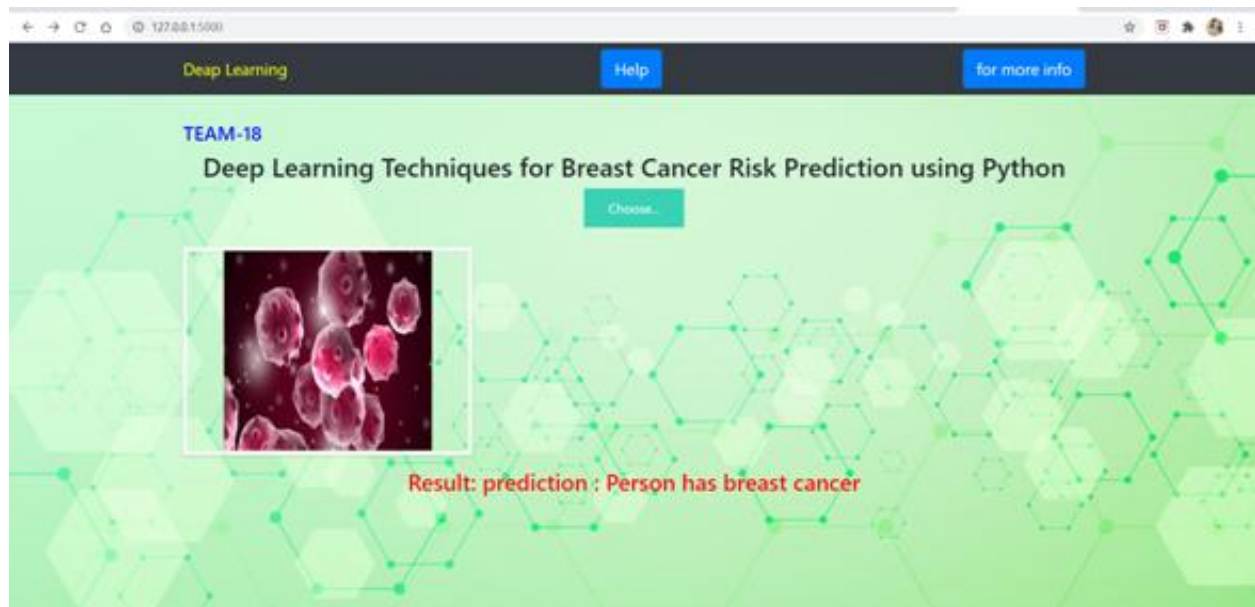 127.0.0.1:5000
Deap Learning
Help
for more info
TEAM-18
Deep Learning Techniques for Breast Cancer Risk Prediction using Python
Choose...
Result: prediction : Person has breast cancer